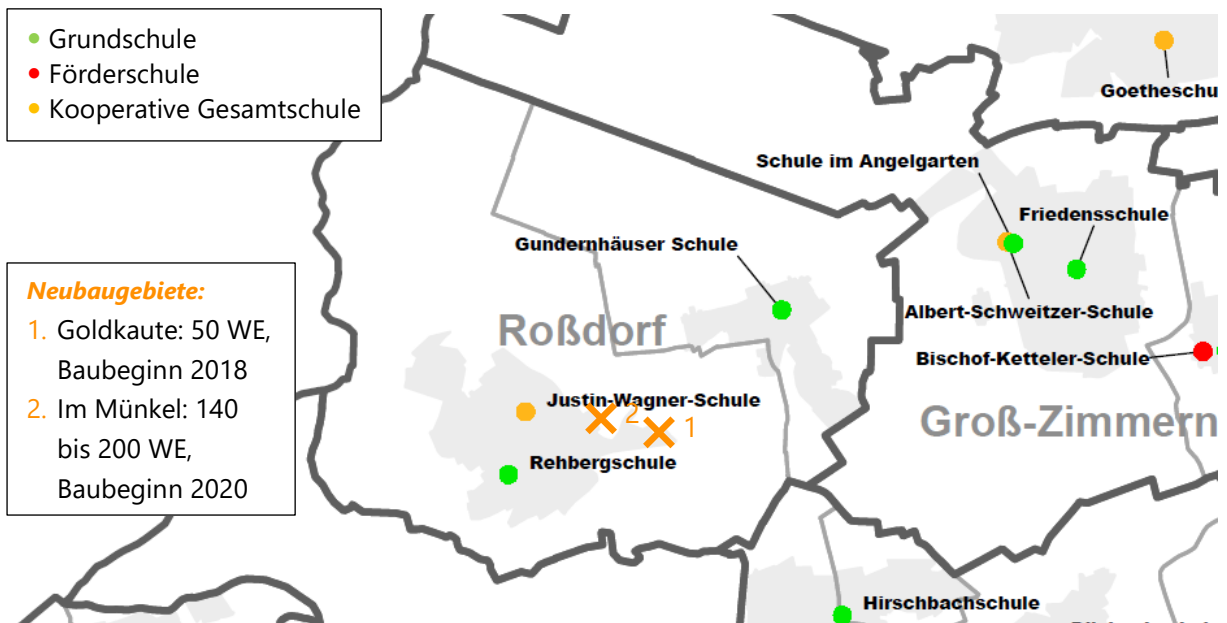 Grundschule
Förderschule
Kooperative Gesamtschule
Goetheschu
Schule im Angelgarten
Friedensschule
Gundernhäuser Schule
Neubaugebiete:
1. Goldkaute: 50 WE,
Baubeginn 2018
2. Im Münkel: 140
bis 200 WE,
Baubeginn 2020
Albert-Schweitzer-Schule
Roßdorf
Bischof-Ketteler-Schule
Justin-Wagner-Schule
2
1
Groß-Zimmern
Rehbergschule
Hirschbachschule